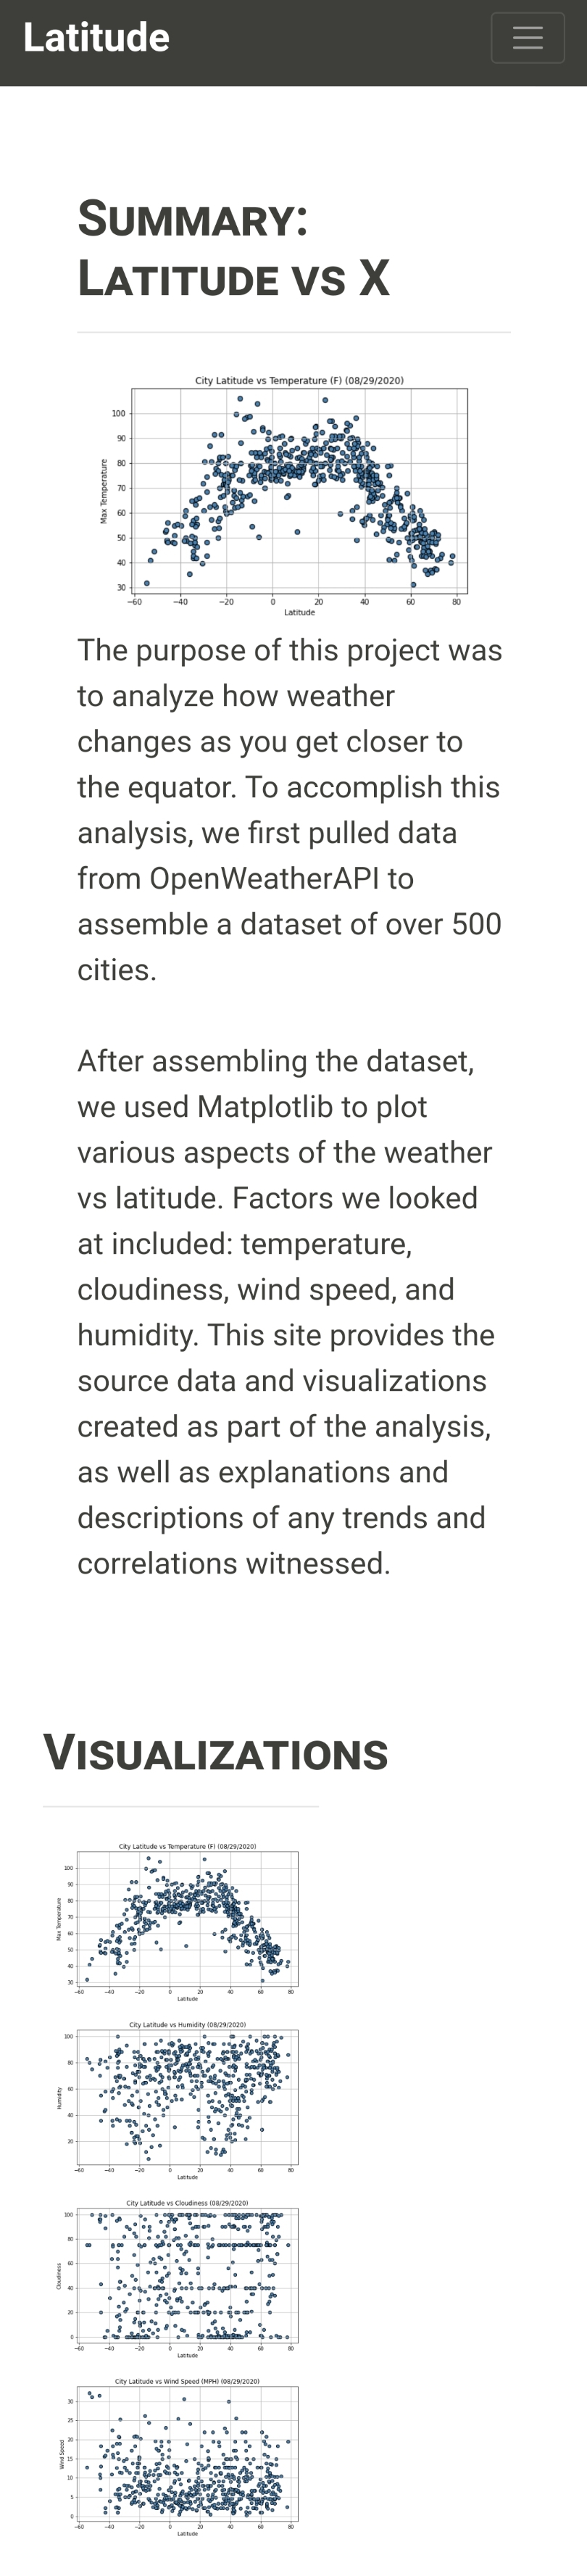 Latitude
SUMMARY:
LATITUDE VS X
City Latitude vs Temperature (F) (08/29/2020)
Max Temperature
100
90
80
70
60
50
40
30
−60 −40 −20 0 20 40 60 80
Latitude
The purpose of this project was
to analyze how weather
changes as you get closer to
the equator. To accomplish this
analysis, we first pulled data
from OpenWeatherAPI to
assemble a dataset of over 500
cities.
After assembling the dataset,
we used Matplotlib to plot
various aspects of the weather
vs latitude. Factors we looked
at included: temperature,
cloudiness, wind speed, and
humidity. This site provides the
source data and visualizations
created as part of the analysis,
as well as explanations and
descriptions of any trends and
correlations witnessed.
VISUALIZATIONS
City Latitude vs Temperature (F) (08/29/2020)
Max Temperature
100
90
80
70
60
50
40
30
−60 −40 −20 0 20 40 60 80
Latitude
City Latitude vs Humidity (08/29/2020)
Humidity
100
80
60
40
20
−60 −40 −20 0 20 40 60 80
Latitude
City Latitude vs Cloudiness (08/29/2020)
Cloudiness
100
80
60
40
20
0
−60 −40 −20 0 20 40 60 80
Latitude
City Latitude vs Wind Speed (MPH) (08/29/2020)
Wind Speed
30
25
20
15
10
5
0
−60 −40 −20 0 20 40 60 80
Latitude